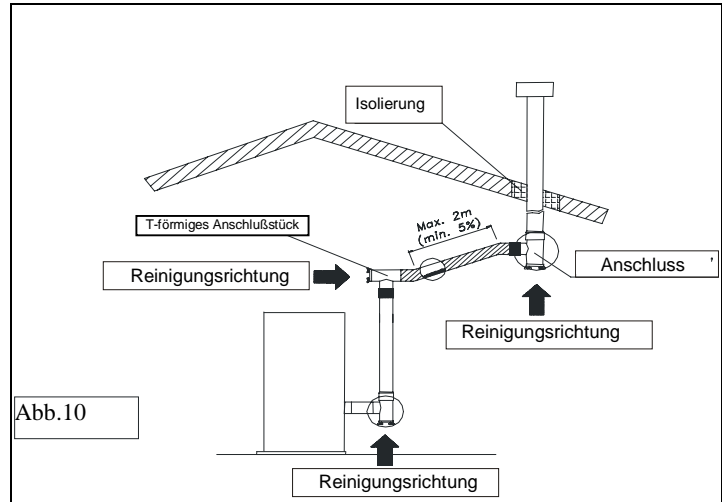 Isolierung
T-förmiges Anschlußstück
Max. 2m
(min. 5%)
Reinigungsrichtung
Anschluss '
Reinigungsrichtung
Abb.10
Reinigungsrichtung